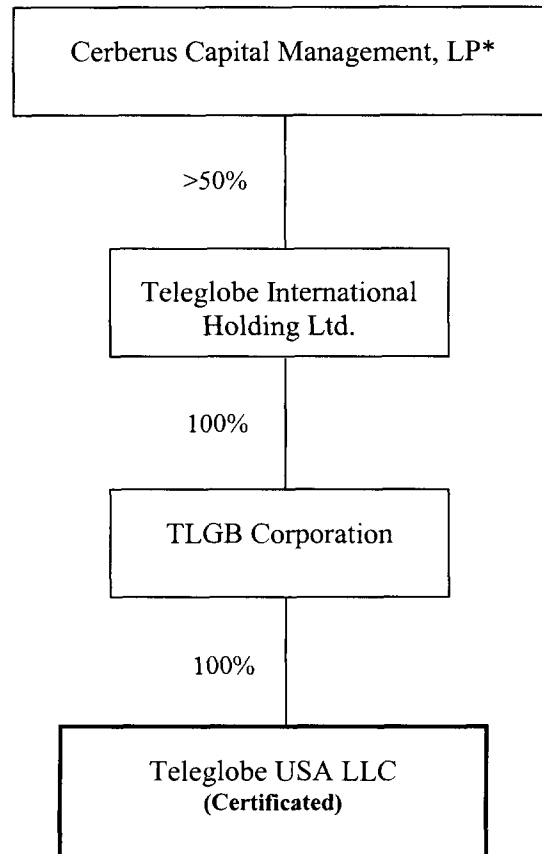 Cerberus Capital Management, LP*
>50%
Teleglobe International
Holding Ltd.
100%
TLGB Corporation
100%
Teleglobe USA LLC
(Certificated)